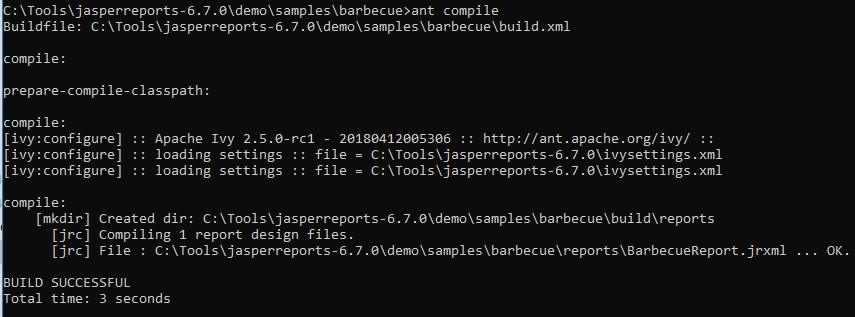 C:\Tools\jasperreports-6.7.0\demo\samples\barbecue>ant compile
Buildfile: C:\Tools\jasperreports-6.7.0\demo\samples\barbecue\build.xml
compile:
prepare-compile-classpath:
compile:
[ivy:configure] :: Apache Ivy 2.5.0-rc1 - 20180412005306 :: http://ant.apache.org/ivy/ ::
[ivy:configure] :: loading settings :: file = C:\Tools\jasperreports-6.7.0\ivysettings.xml
[ivy:configure] :: loading settings :: file = C:\Tools\jasperreports-6.7.0\ivysettings.xml
compile:
[mkdir] Created dir: C:\Tools\jasperreports-6.7.0\demo\samples\barbecue\build\reports
[jrc] Compiling 1 report design files.
[jrc] File : C:\Tools\jasperreports-6.7.0\demo\samples\barbecue\reports\BarbecueReport.jrxml ... OK.
BUILD SUCCESSFUL
Total time: 3 seconds